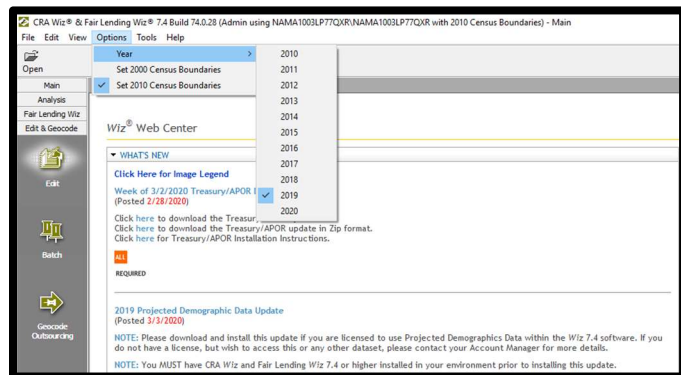 CRA Wiz® & Fair Lending Wiz® 7.4 Build 74.0.28 (Admin using NAMA1003LP77QXR\NAMA1003LP77QXR with 2010 Census Boundaries) - Main
File Edit View Options Tools Help
Open
Year
Set 2000 Census Boundaries
Set 2010 Census Boundaries
2010
2011
2012
2013
2014
2015
2016
2017
2018
2019
2020
Main
Analysis
Fair Lending Wiz
Edit & Geocode
Edit
Batch
Geocode
Outsourcing
Wiz® Web Center
WHAT'S NEW
Click Here for Image Legend
Week of 3/2/2020 Treasury/APOR
(Posted 2/28/2020)
Click here to download the Treasury
Click here to download the Treasury/APOR update in Zip format.
Click here for Treasury/APOR Installation Instructions.
ALL
REQUIRED
2019 Projected Demographic Data Update
(Posted 3/3/2020)
NOTE: Please download and install this update if you are licensed to use Projected Demographics Data within the Wiz 7.4 software. If you
do not have a license, but wish to access this or any other dataset, please contact your Account Manager for more details.
NOTE: You MUST have CRA Wiz and Fair Lending Wiz 7.4 or higher installed in your environment prior to installing this update.